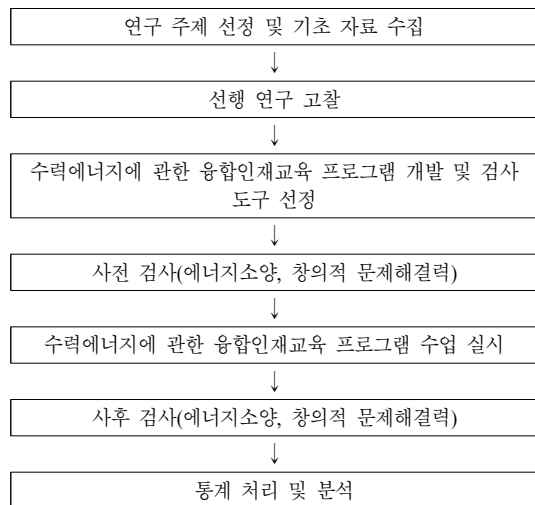 연구 주제 선정 및 기초 자료 수집
↓
선행 연구 고찰
↓
수력에너지에 관한 융합인재교육 프로그램 개발 및 검사
도구 선정
↓
사전 검사(에너지소양, 창의적 문제해결력)
↓
수력에너지에 관한 융합인재교육 프로그램 수업 실시
↓
사후 검사(에너지소양, 창의적 문제해결력)
↓
통계 처리 및 분석